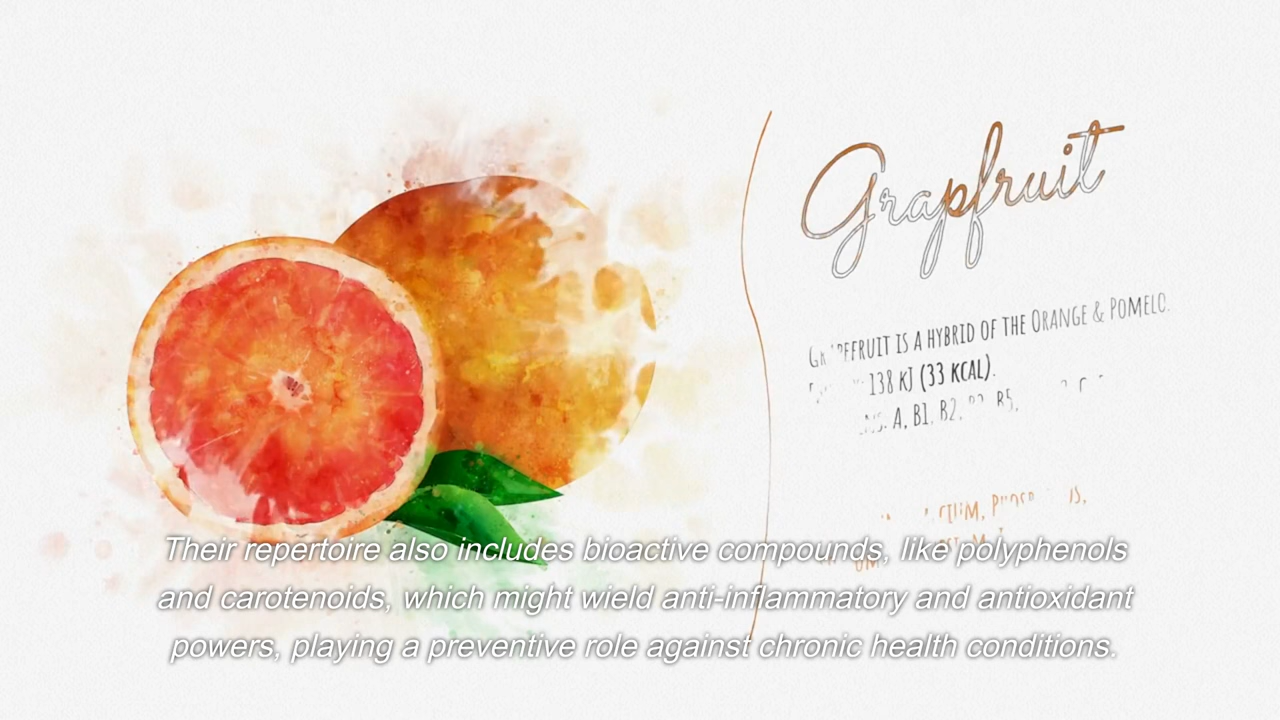 Grapfruit
is a hybrid of the Orange & Pomelo.
138 kJ (33 kcal).
A, B1, B2, B5,
Their repertoire also includes bioactive compounds, like polyphenols
and carotenoids, which might wield anti-inflammatory and antioxidant
powers, playing a preventive role against chronic health conditions.